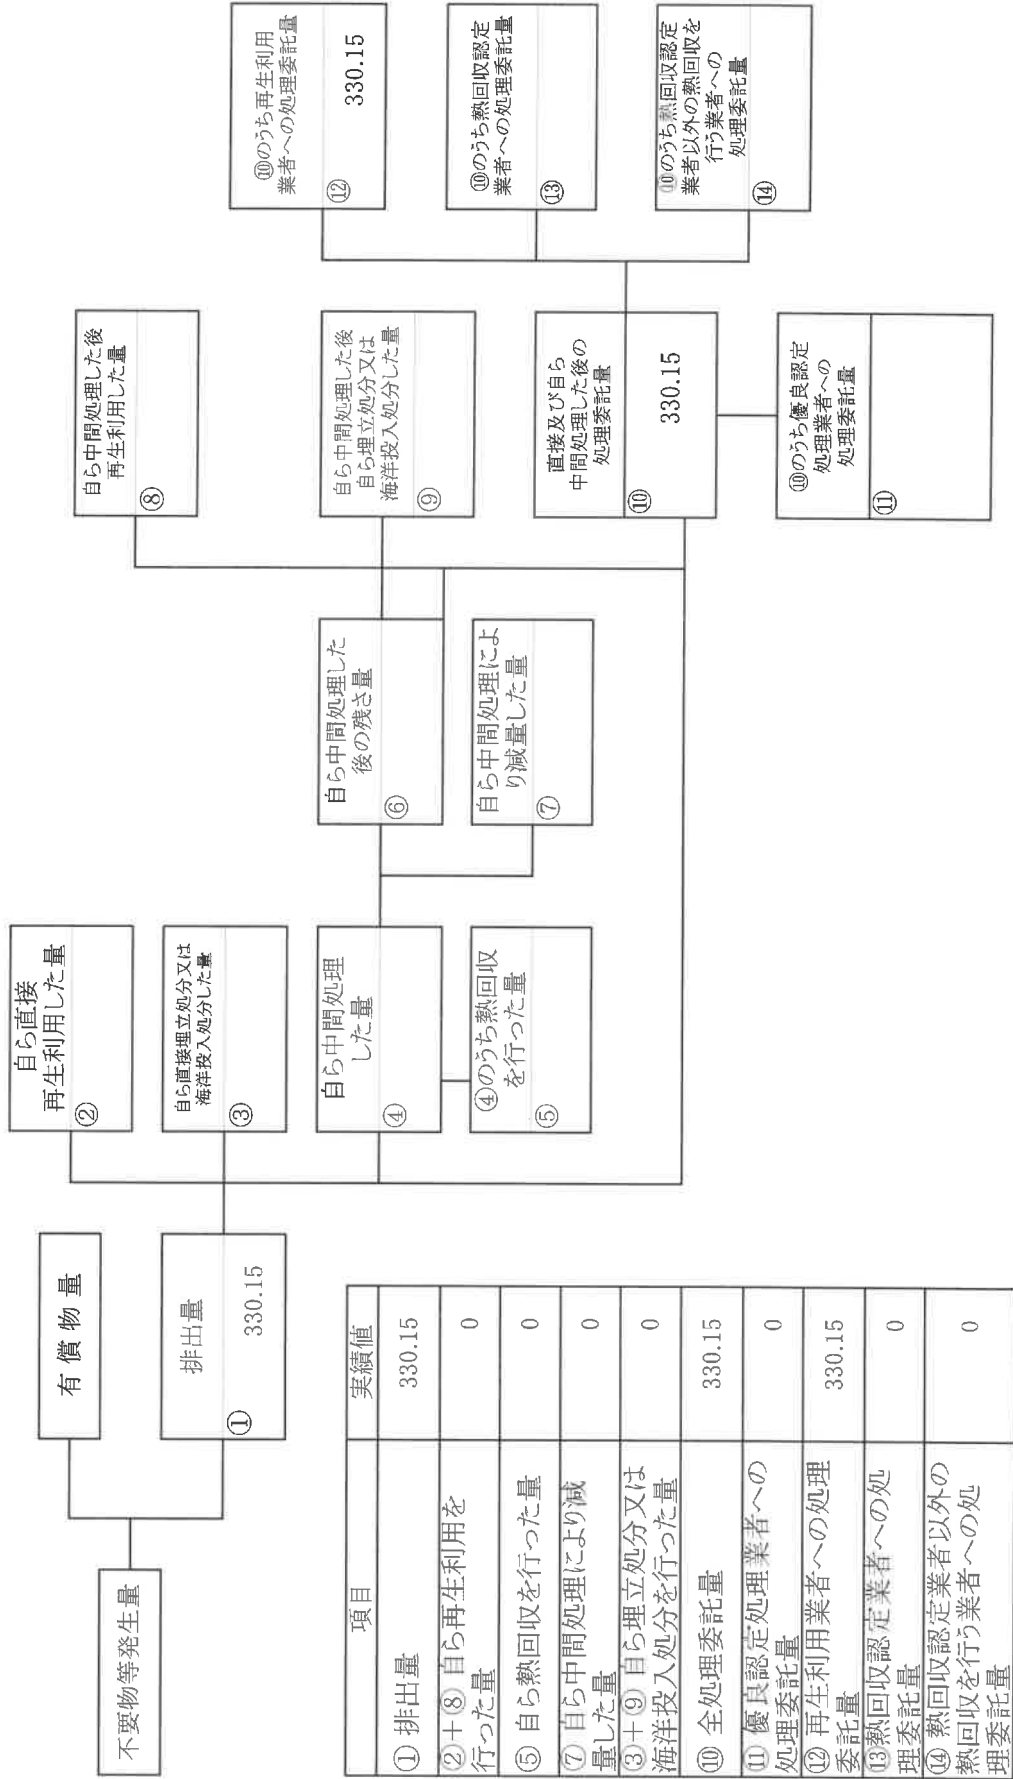 不要物等発生量
有償物量
排出量
①
330.15
自ら直接
再生利用した量
②
自ら直接埋立処分又は
海洋投入処分した量
③
自ら中間処理
した量
④
④のうち熱回収
を行った量
⑤
自ら中間処理した
後の残さ量
⑥
自ら中間処理によ
り減量した量
⑦
自ら中間処理した後
再生利用した量
⑧
自ら中間処理した後
自ら埋立処分又は
海洋投入処分した量
⑨
直接及び自ら
中間処理した後の
処理委託量
⑩
330.15
⑩のうち優良認定
処理業者への
処理委託量
⑪
⑩のうち再生利用
業者への処理委託量
⑫
330.15
⑩のうち熱回収認定
業者への処理委託量
⑬
⑩のうち熱回収認定
業者以外の熱回収を
行う業者への
処理委託量
⑭
項目 実績値
①排出量 330.15
②+⑧ 自ら再生利用を
行った量 0
⑤ 自ら熱回収を行った量 0
⑦ 自ら中間処理により減
量した量 0
③+⑨ 自ら埋立処分又は
海洋投入処分を行った量 0
⑩ 全処理委託量 330.15
⑪ 優良認定処理業者への
処理委託量 0
⑫ 再生利用業者への処理
委託量 330.15
⑬熱回収認定業者への処
理委託量 0
⑭ 熱回収認定業者以外の
熱回収を行う業者への処
理委託量 0